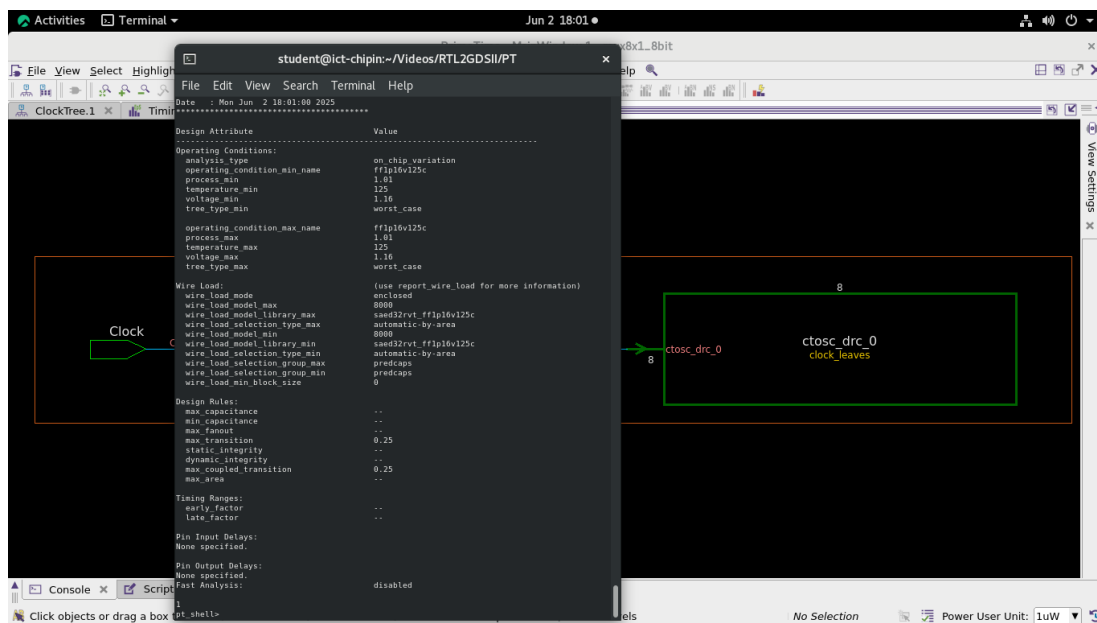 Activities Terminal Jun 2 18:01
x8x1_8bit
student@ict-chipin:~/Videos/RTL2GDSII/PT
File View Select Highligh elp
File Edit View Search Terminal Help
ClockTree.1 Timin
Date : Mon Jun 2 18:01:00 2025
****************************************
Design Attribute Value
--------------------------------------------------------------------------------
Operating Conditions:
analysis_type on_chip_variation
operating_condition_min_name ff1p16v125c
process_min 1.01
temperature_min 125
voltage_min 1.16
tree_type_min worst_case
operating_condition_max_name ff1p16v125c
process_max 1.01
temperature_max 125
voltage_max 1.16
tree_type_max worst_case
Wire Load: (use report_wire_load for more information)
wire_load_mode enclosed
wire_load_model_max 8000
wire_load_model_library_max saed32rvt_ff1p16v125c
wire_load_selection_type_max automatic-by-area
wire_load_model_min 8000
wire_load_model_library_min saed32rvt_ff1p16v125c
wire_load_selection_type_min automatic-by-area
wire_load_selection_group_max predcaps
wire_load_selection_group_min predcaps
wire_load_min_block_size 0
Design Rules:
max_capacitance --
min_capacitance --
max_fanout --
max_transition 0.25
static_integrity --
dynamic_integrity --
max_coupled_transition 0.25
max_area --
Timing Ranges:
early_factor --
late_factor --
Pin Input Delays:
None specified.
Pin Output Delays:
None specified.
Fast Analysis: disabled
1
pt_shell>
Clock
C
8
ctosc_drc_0
8
ctosc_drc_0
clock_leaves
View Settings
Console Script
Click objects or drag a box els No Selection Power User Unit: 1uW